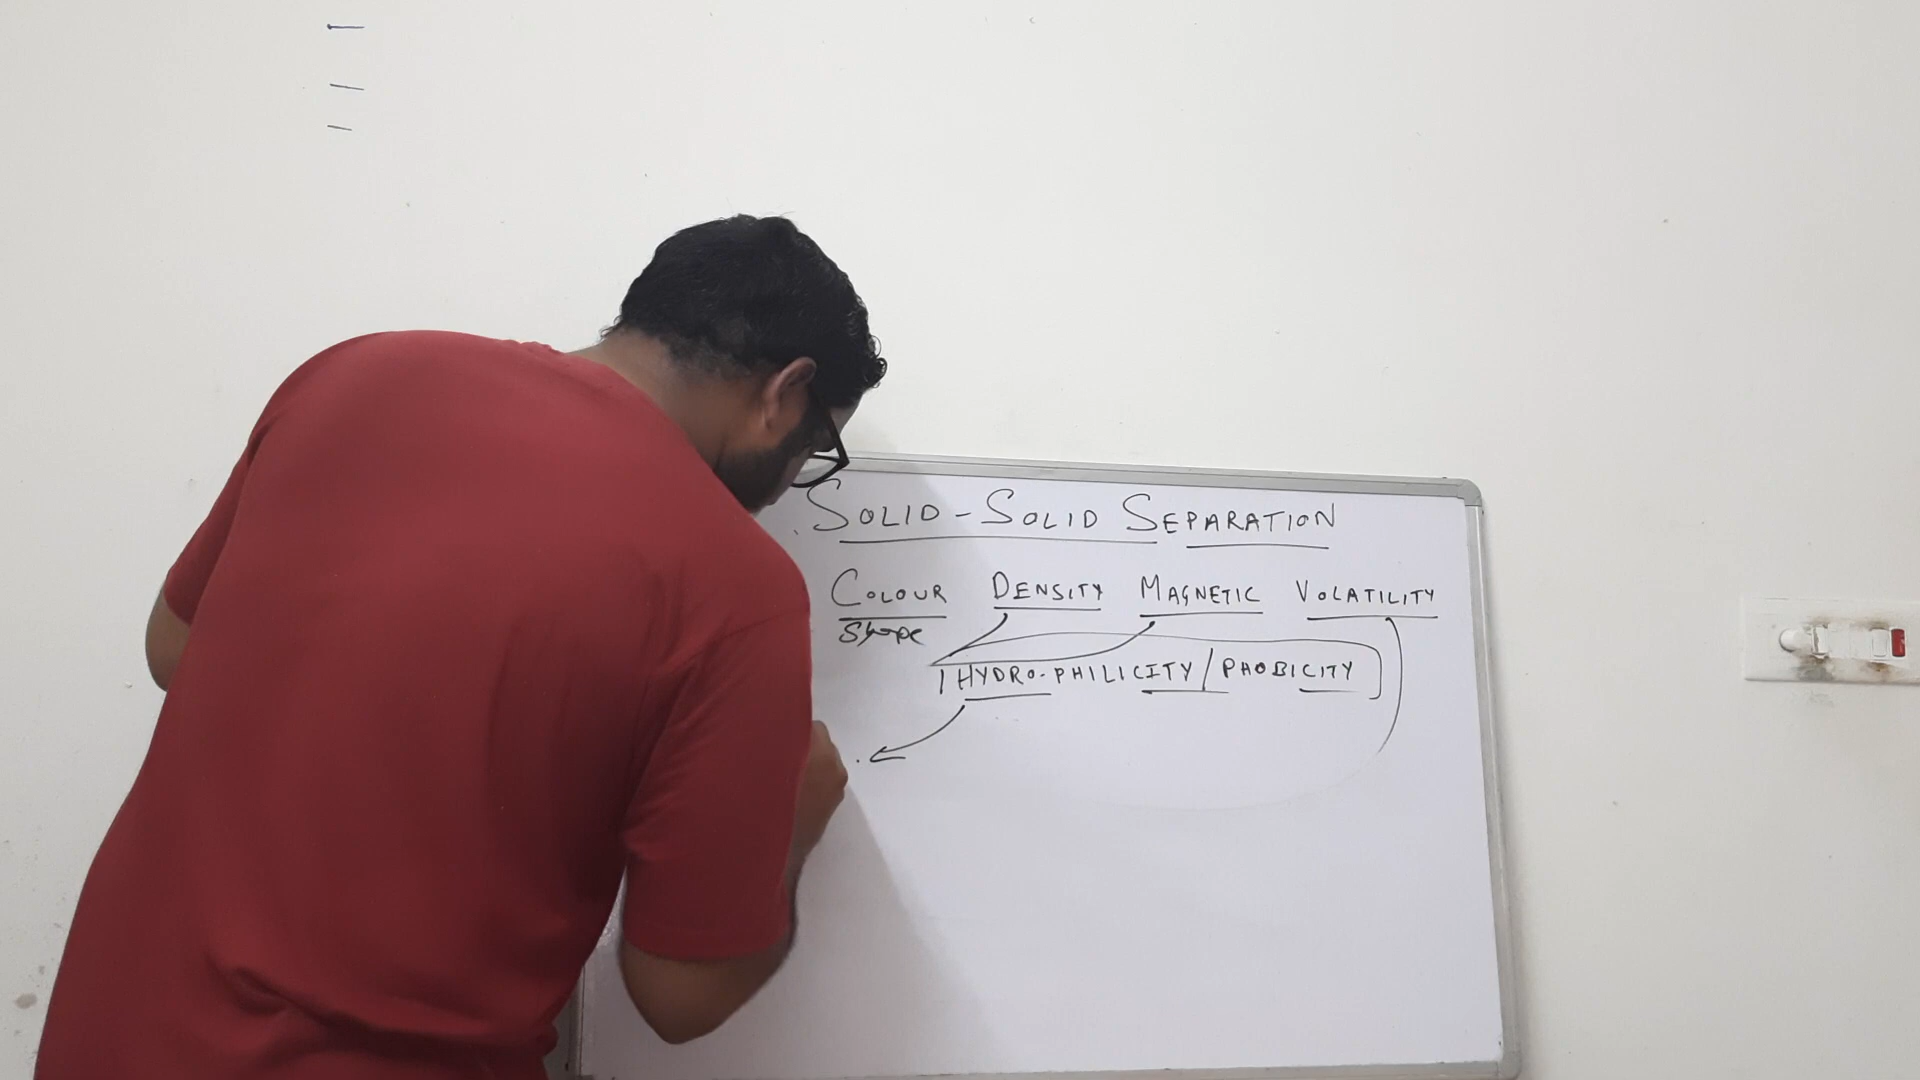 SOLID - SOLID SEPARATION
COLOUR DENSITY MAGNETIC VOLATILITY
Shape
HYDRO-PHILICITY/PHOBICITY